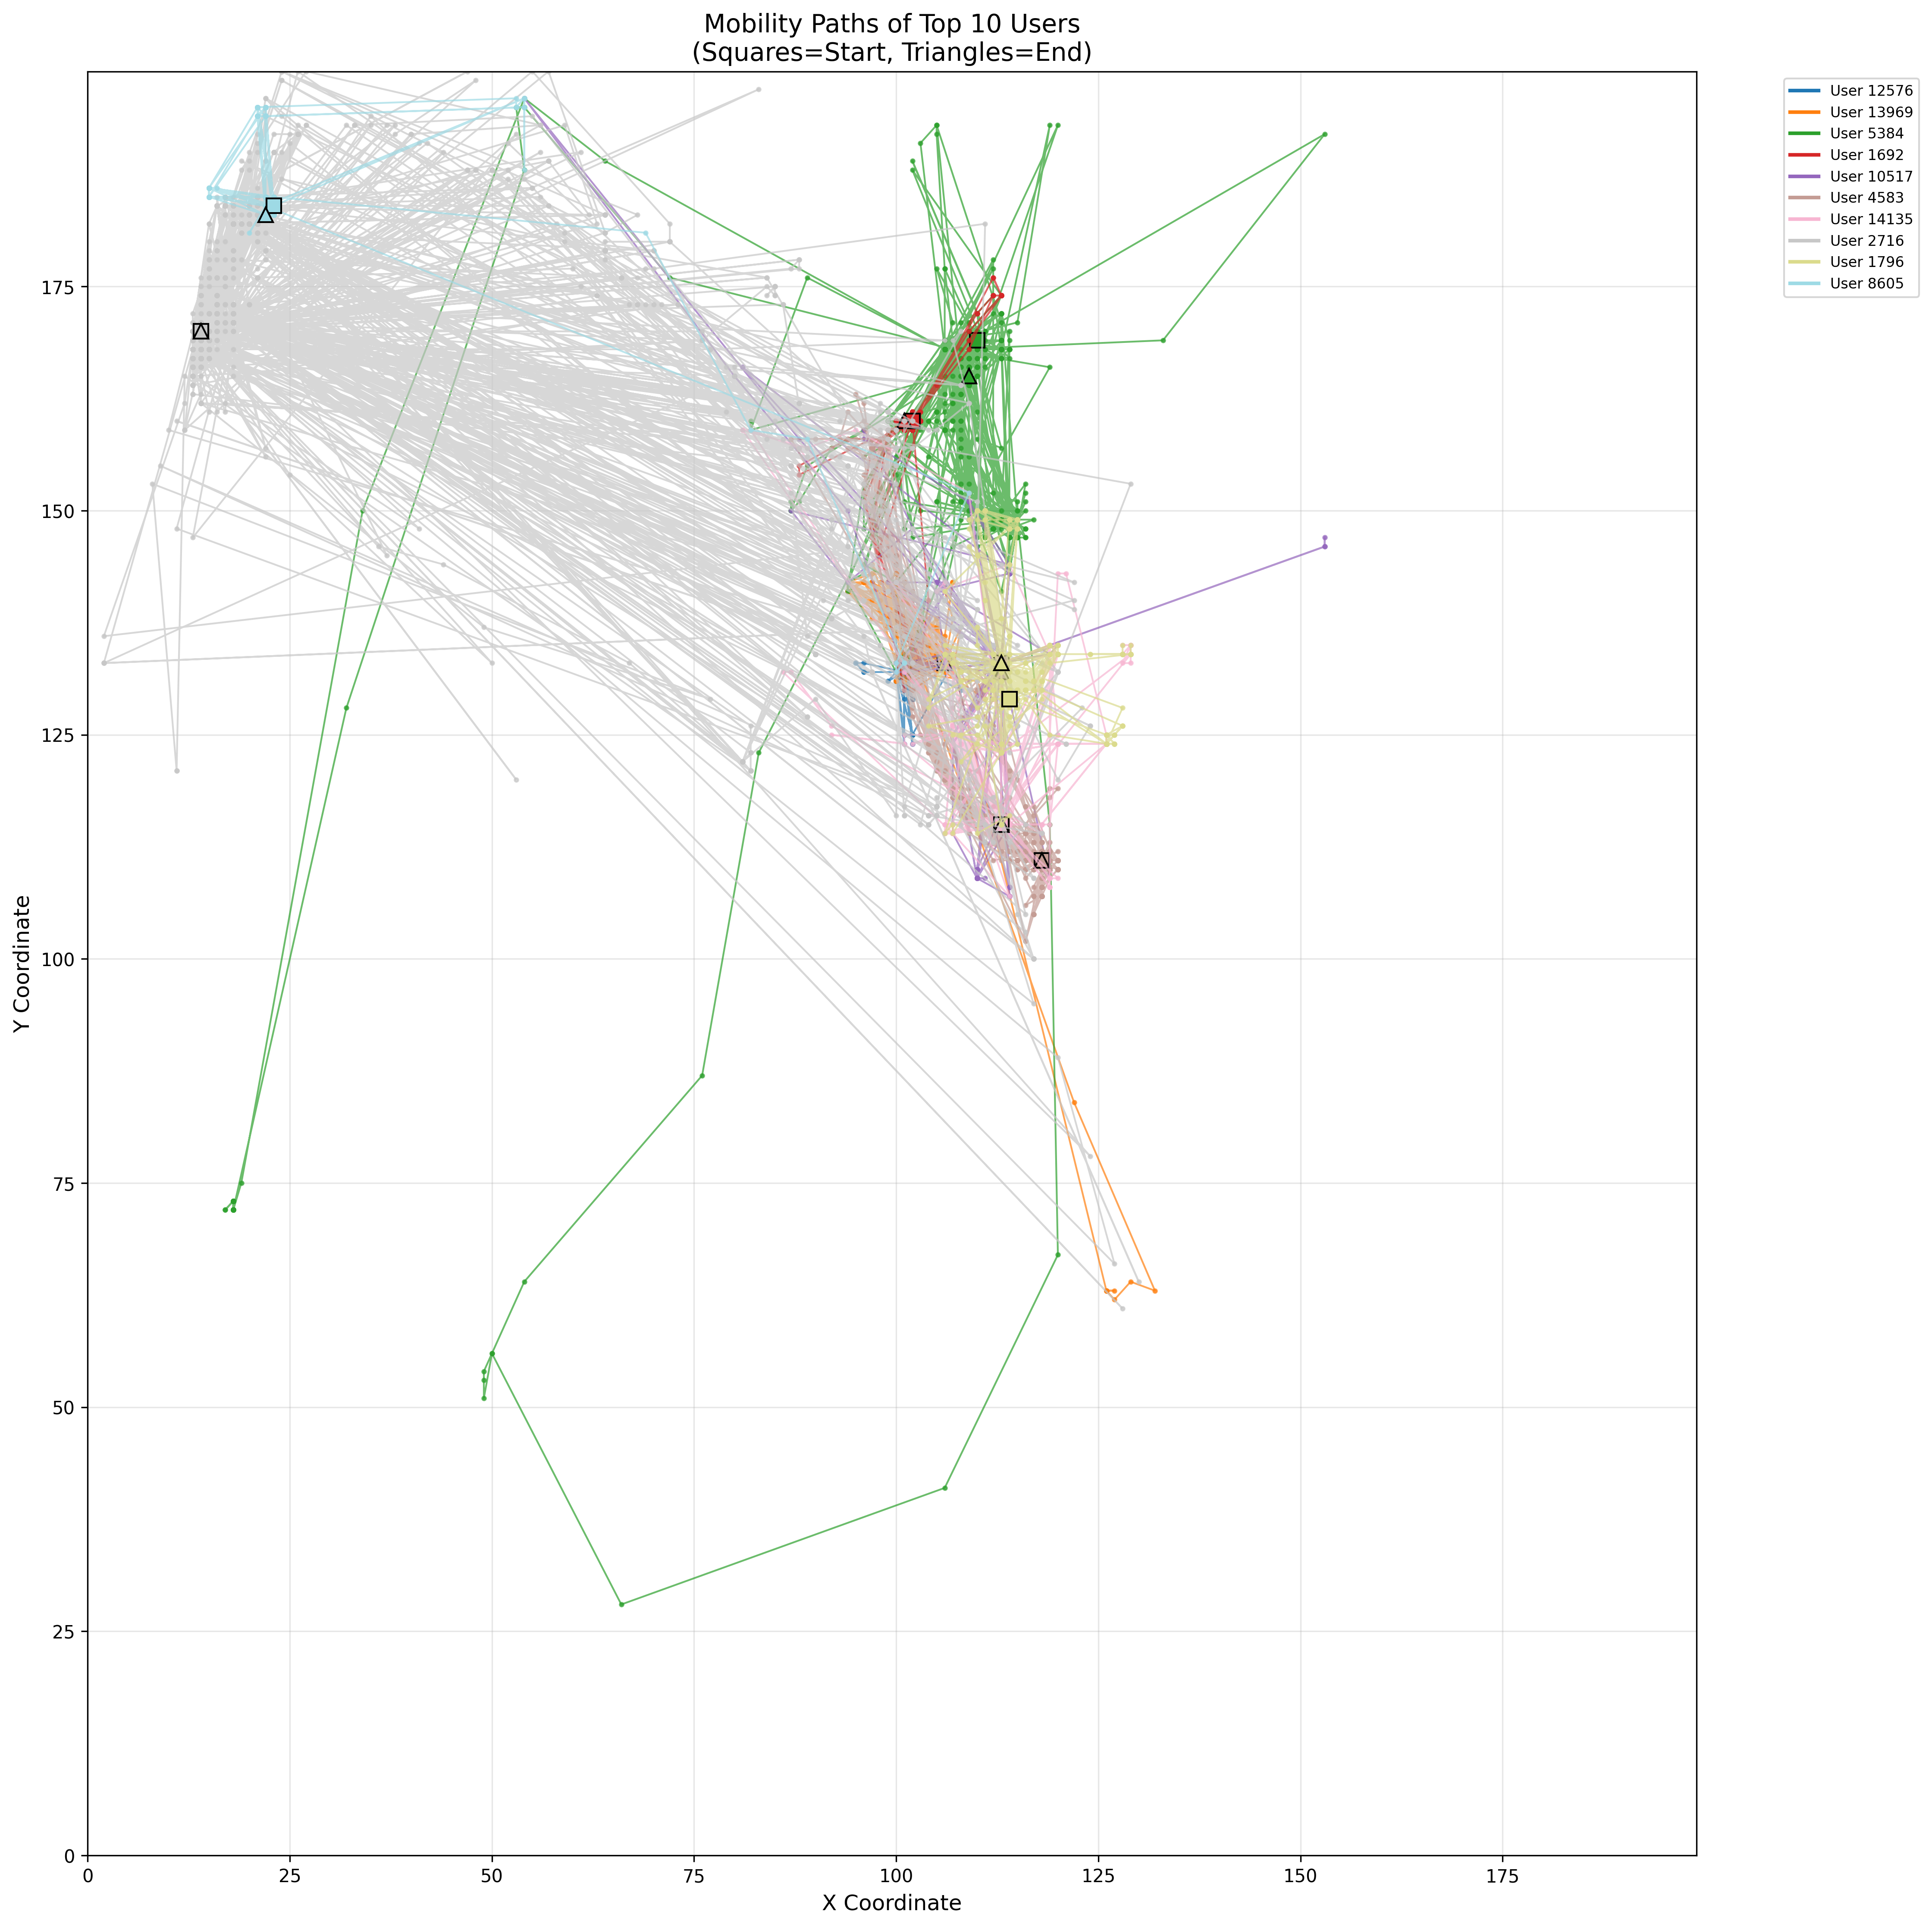 Mobility Paths of Top 10 Users
(Squares=Start, Triangles=End)
User 12576
User 13969
User 5384
User 1692
User 10517
User 4583
User 14135
User 2716
User 1796
User 8605
Y Coordinate
175
150
125
100
75
50
25
0
0 25 50 75 100 125 150 175
X Coordinate